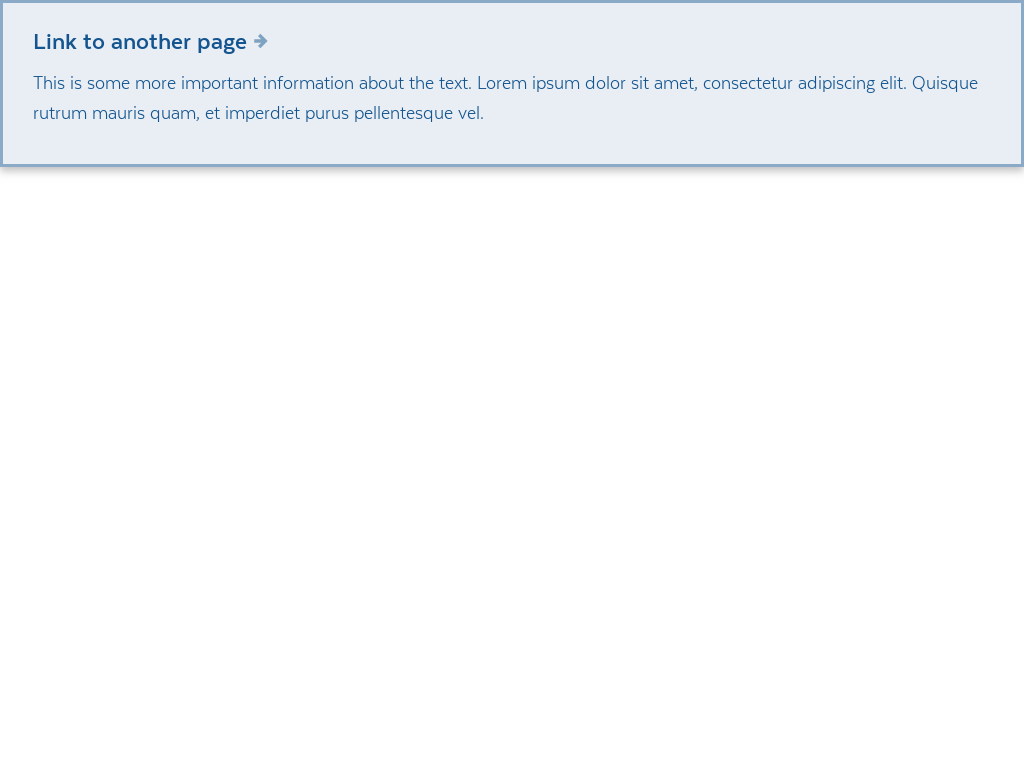 Link to another page
This is some more important information about the text. Lorem ipsum dolor sit amet, consectetur adipiscing elit. Quisque
rutrum mauris quam, et imperdiet purus pellentesque vel.